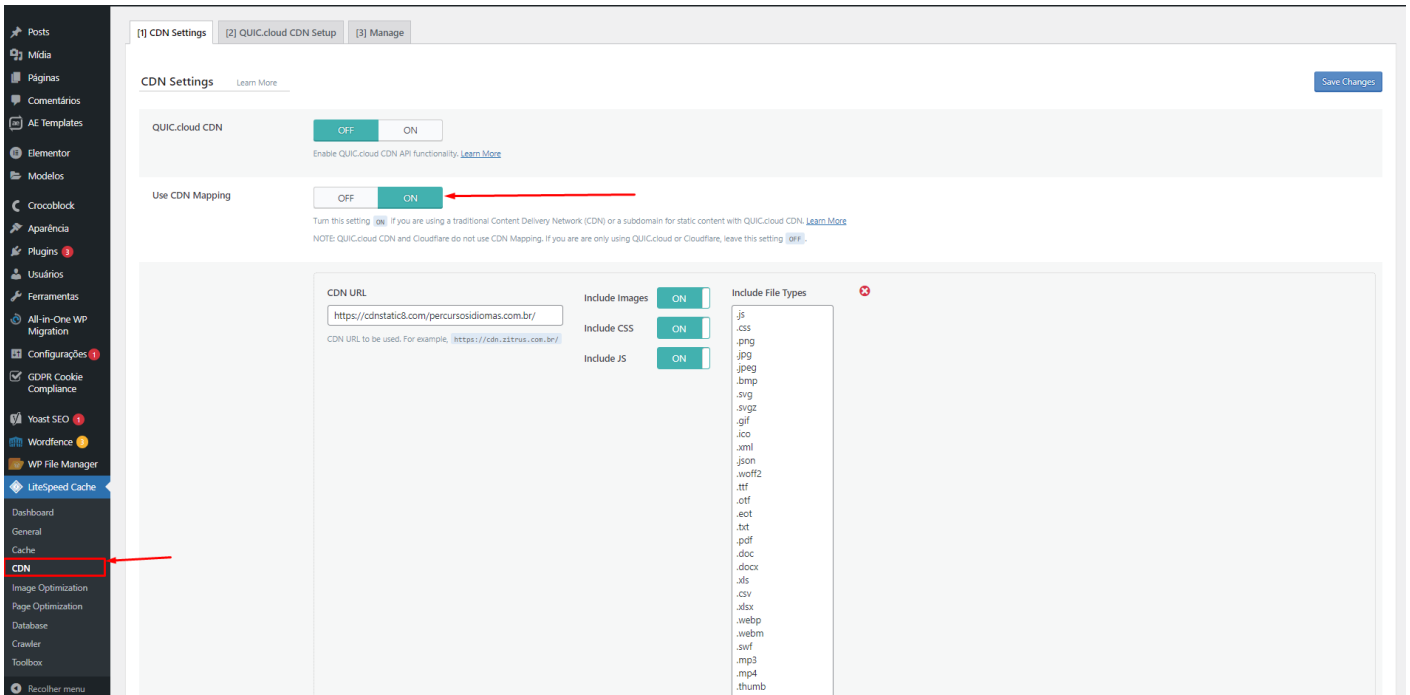 Posts
Mídia
Páginas
Comentários
AE Templates
Elementor
Modelos
Crocoblock
Aparência
Plugins 3
Usuários
Ferramentas
All-in-One WP
Migration
Configurações 1
GDPR Cookie
Compliance
Yoast SEO 1
Wordfence 3
WP File Manager
LiteSpeed Cache
Dashboard
General
Cache
CDN
Image Optimization
Page Optimization
Database
Crawler
Toolbox
Recolher menu
[1] CDN Settings [2] QUIC.cloud CDN Setup [3] Manage
CDN Settings Learn More Save Changes
QUIC.cloud CDN OFF ON
Enable QUIC.cloud CDN API functionality. Learn More
Use CDN Mapping OFF ON
Turn this setting ON if you are using a traditional Content Delivery Network (CDN) or a subdomain for static content with QUIC.cloud CDN. Learn More
NOTE: QUIC.cloud CDN and Cloudflare do not use CDN Mapping. If you are are only using QUIC.cloud or Cloudflare, leave this setting OFF .
CDN URL
https://cdnstatic8.com/percursosidiomas.com.br/
CDN URL to be used. For example, https://cdn.zitrus.com.br/
Include Images ON
Include CSS ON
Include JS ON
Include File Types
.js
.css
.png
.jpg
.jpeg
.bmp
.svg
.svgz
.gif
.ico
.xml
.json
.woff2
.ttf
.otf
.eot
.txt
.pdf
.doc
.docx
.xls
.csv
.xlsx
.webp
.webm
.swf
.mp3
.mp4
.thumb